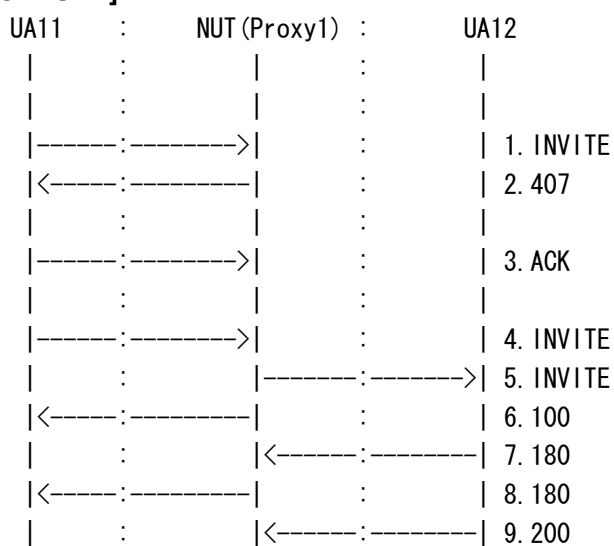 UA11 : NUT(Proxy1) : UA12
| : | : |
| : | : |
|------:-------->| : | 1. INVITE
|<-----:---------| : | 2. 407
| : | : |
|------:-------->| : | 3. ACK
| : | : |
|------:-------->| : | 4. INVITE
| : |------:------->| 5. INVITE
|<-----:---------| : | 6. 100
| : |<------:-------| 7. 180
|<-----:---------| : | 8. 180
| : |<------:-------| 9. 200